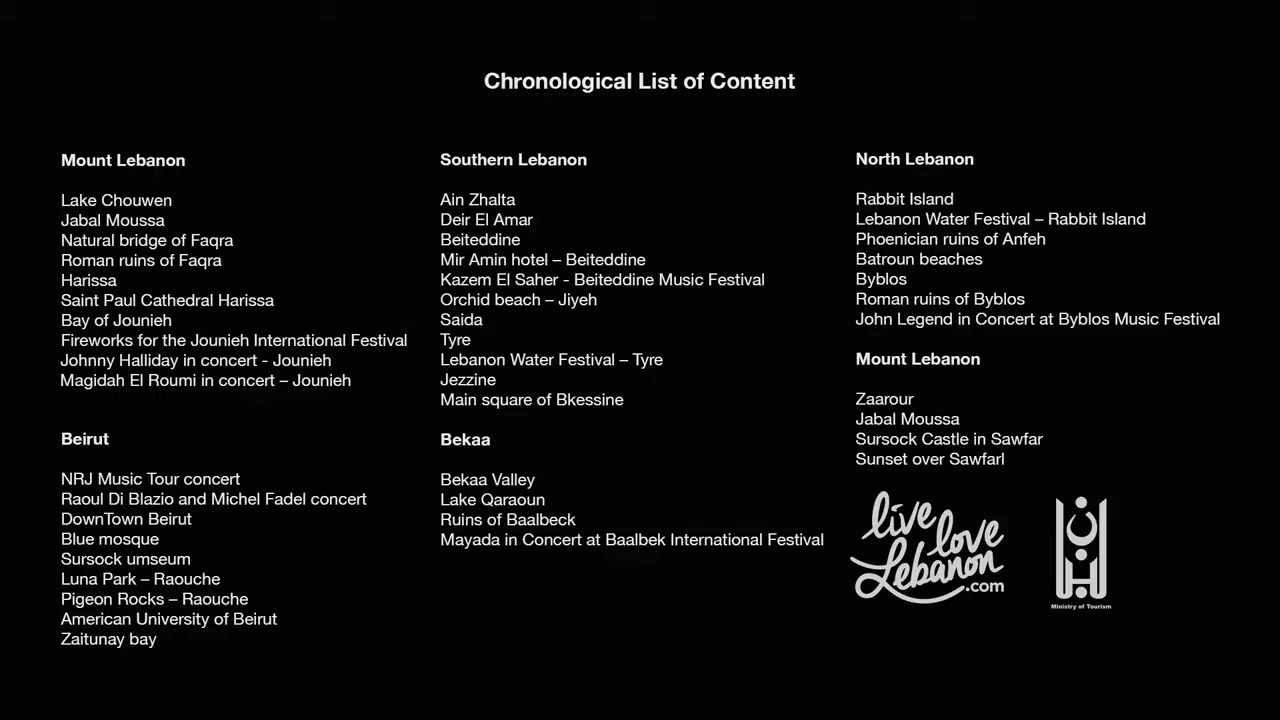 Chronological List of Content
Mount Lebanon
Lake Chouwen
Jabal Moussa
Natural bridge of Faqra
Roman ruins of Faqra
Harissa
Saint Paul Cathedral Harissa
Bay of Jounieh
Fireworks for the Jounieh International Festival
Johnny Halliday in concert - Jounieh
Magidah El Roumi in concert – Jounieh
Beirut
NRJ Music Tour concert
Raoul Di Blazio and Michel Fadel concert
DownTown Beirut
Blue mosque
Sursock umseum
Luna Park – Raouche
Pigeon Rocks – Raouche
American University of Beirut
Zaitunay bay
Southern Lebanon
Ain Zhalta
Deir El Amar
Beiteddine
Mir Amin hotel – Beiteddine
Kazem El Saher - Beiteddine Music Festival
Orchid beach – Jiyeh
Saida
Tyre
Lebanon Water Festival – Tyre
Jezzine
Main square of Bkessine
Bekaa
Bekaa Valley
Lake Qaraoun
Ruins of Baalbeck
Mayada in Concert at Baalbek International Festival
North Lebanon
Rabbit Island
Lebanon Water Festival – Rabbit Island
Phoenician ruins of Anfeh
Batroun beaches
Byblos
Roman ruins of Byblos
John Legend in Concert at Byblos Music Festival
Mount Lebanon
Zaarour
Jabal Moussa
Sursock Castle in Sawfar
Sunset over Sawfarl
live
love
Lebanon
.com
Ministry of Tourism